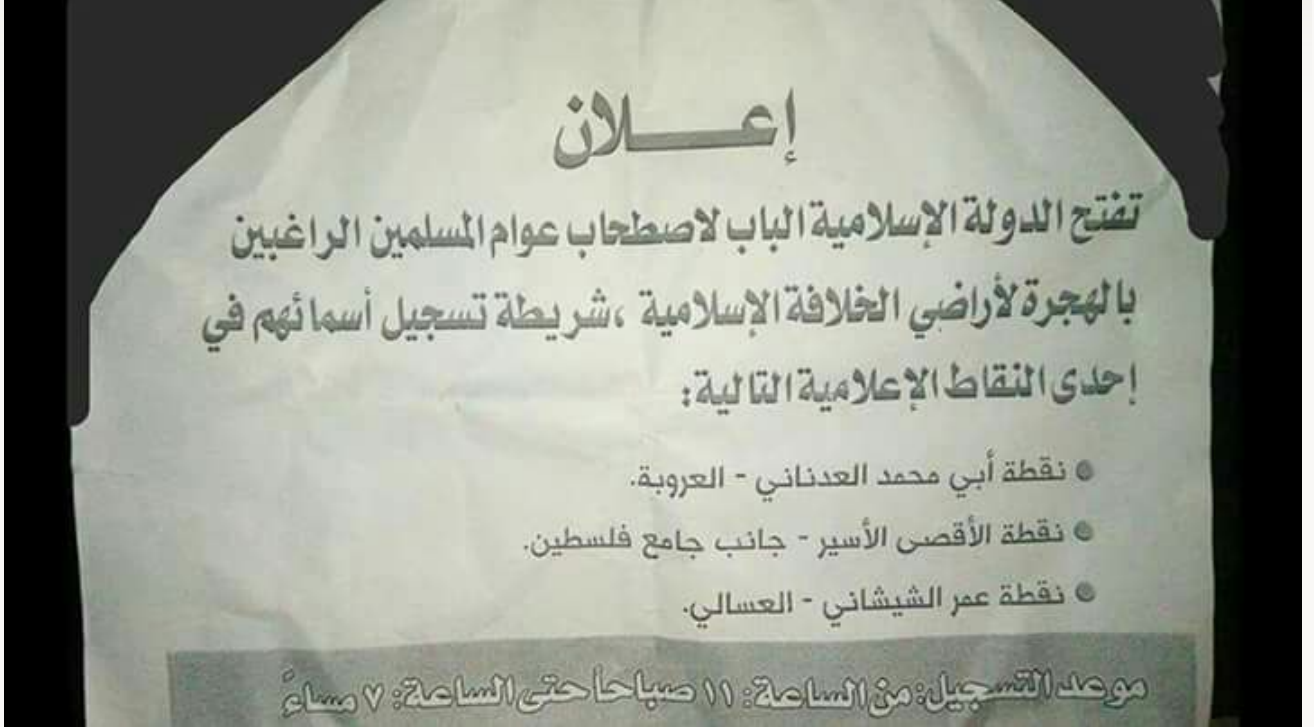 إعـــــلان
تفتح الدولة الإسلامية الباب لاصطحاب عوام المسلمين الراغبين
بالهجرة لأراضي الخلافة الإسلامية ،شريطة تسجيل أسمائهم في
إحدى النقاط الإعلامية التالية:
● نقطة أبي محمد العدناني - العروبة.
● نقطة الأقصى الأسير - جانب جامع فلسطين.
● نقطة عمر الشيشاني - العسالي.
موعد التسجيل: من الساعة: ١١ صباحاً حتى الساعة: ٧ مساءً